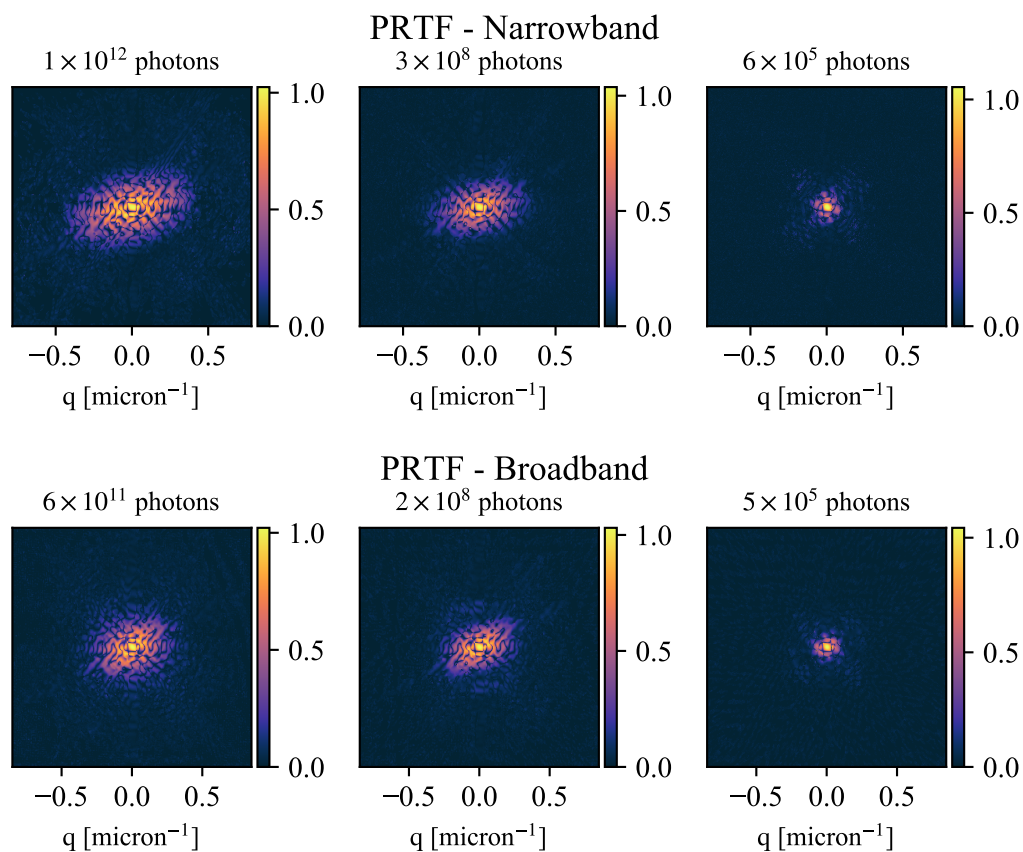 PRTF - Narrowband
1 × 10¹² photons
3 × 10⁸ photons
6 × 10⁵ photons
1.0
0.5
0.0
1.0
0.5
0.0
1.0
0.5
0.0
−0.5 0.0 0.5
−0.5 0.0 0.5
−0.5 0.0 0.5
q [micron⁻¹]
q [micron⁻¹]
q [micron⁻¹]
PRTF - Broadband
6 × 10¹¹ photons
2 × 10⁸ photons
5 × 10⁵ photons
1.0
0.5
0.0
1.0
0.5
0.0
1.0
0.5
0.0
−0.5 0.0 0.5
−0.5 0.0 0.5
−0.5 0.0 0.5
q [micron⁻¹]
q [micron⁻¹]
q [micron⁻¹]